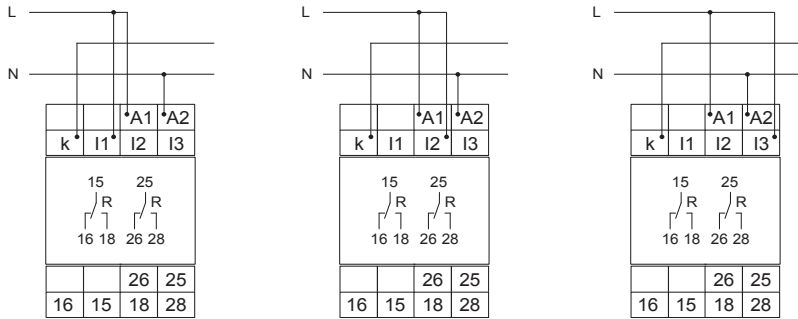 L L L
N N N
A1 A2 A1 A2 A1 A2
k I1 I2 I3 k I1 I2 I3 k I1 I2 I3
15 25 15 25 15 25
R R R R R R
16 18 26 28 16 18 26 28 16 18 26 28
26 25 26 25 26 25
16 15 18 28 16 15 18 28 16 15 18 28